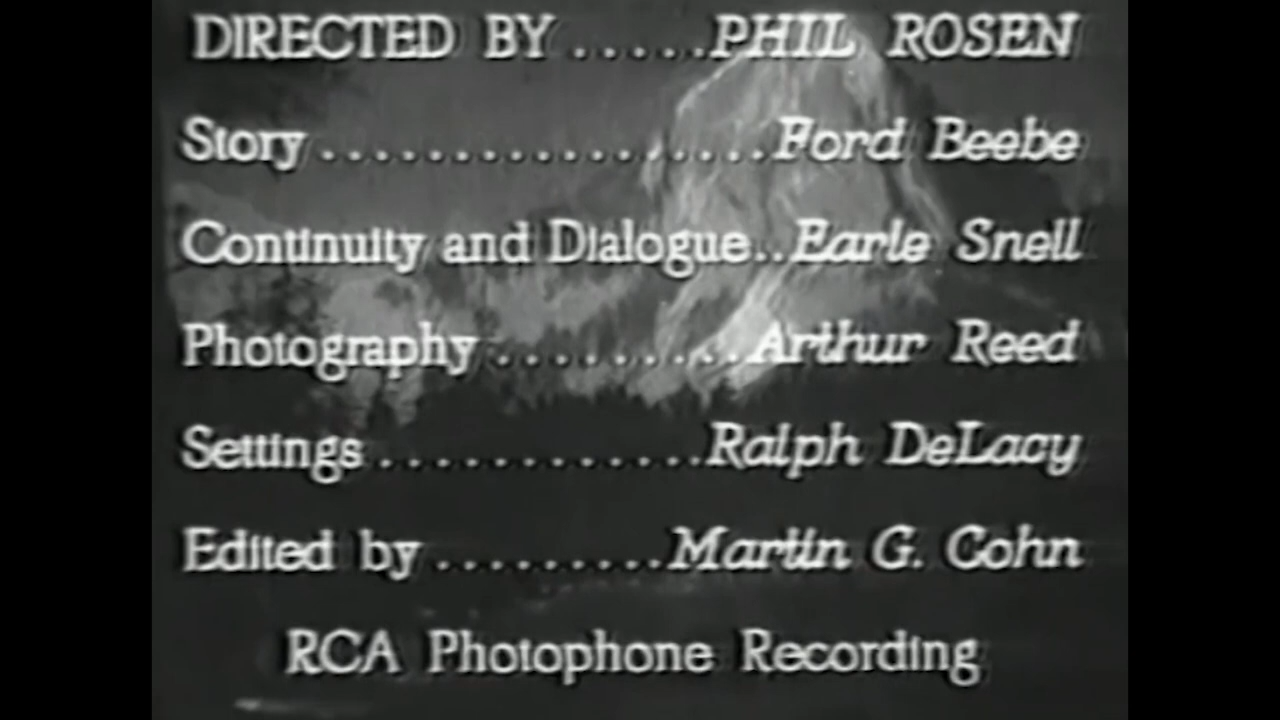 DIRECTED BY.....PHIL ROSEN
Story...................Ford Beebe
Continuity and Dialogue..Earle Snell
Photography..........Arthur Reed
Settings.............Ralph DeLacy
Edited by..........Martin G. Cohn
RCA Photophone Recording